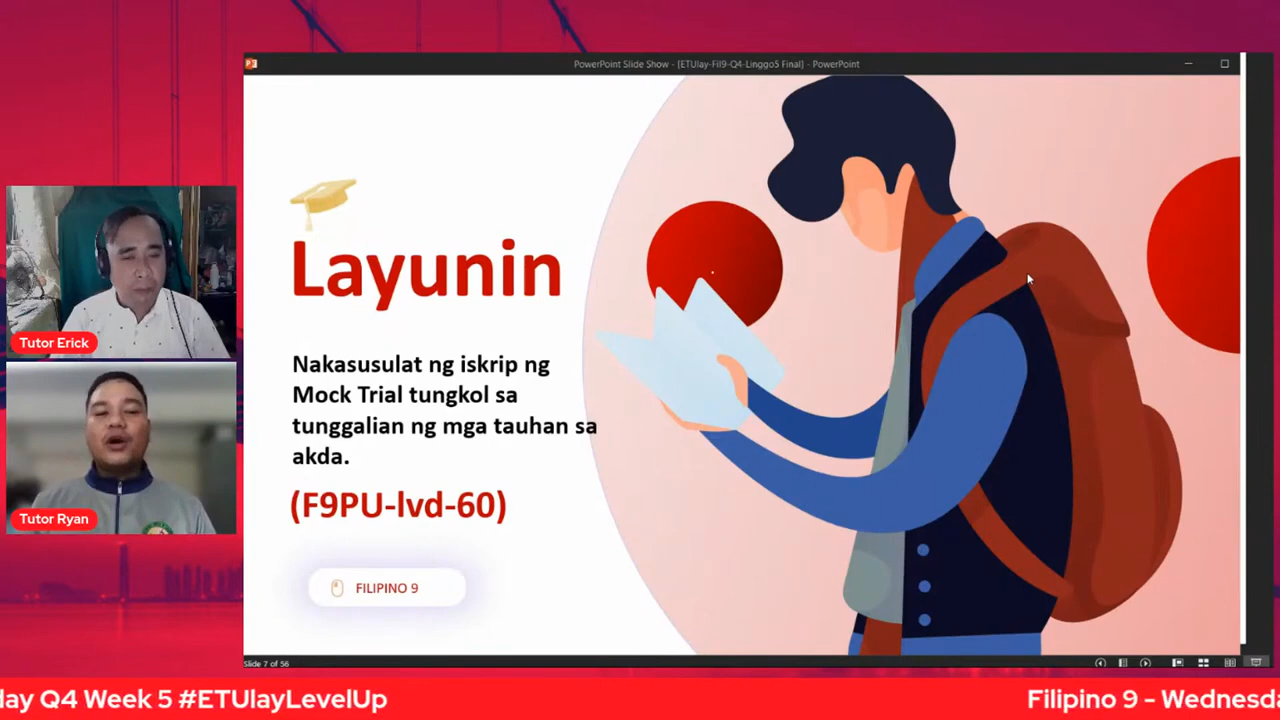 PowerPoint Slide Show - [ETUlay-Fil9-Q4-Linggo5 Final] - PowerPoint
Layunin
Nakasusulat ng iskrip ng
Mock Trial tungkol sa
tunggalian ng mga tauhan sa
akda.
(F9PU-lvd-60)
FILIPINO 9
Tutor Erick
Tutor Ryan
Slide 7 of 56
day Q4 Week 5 #ETUlayLevelUp
Filipino 9 - Wednesda